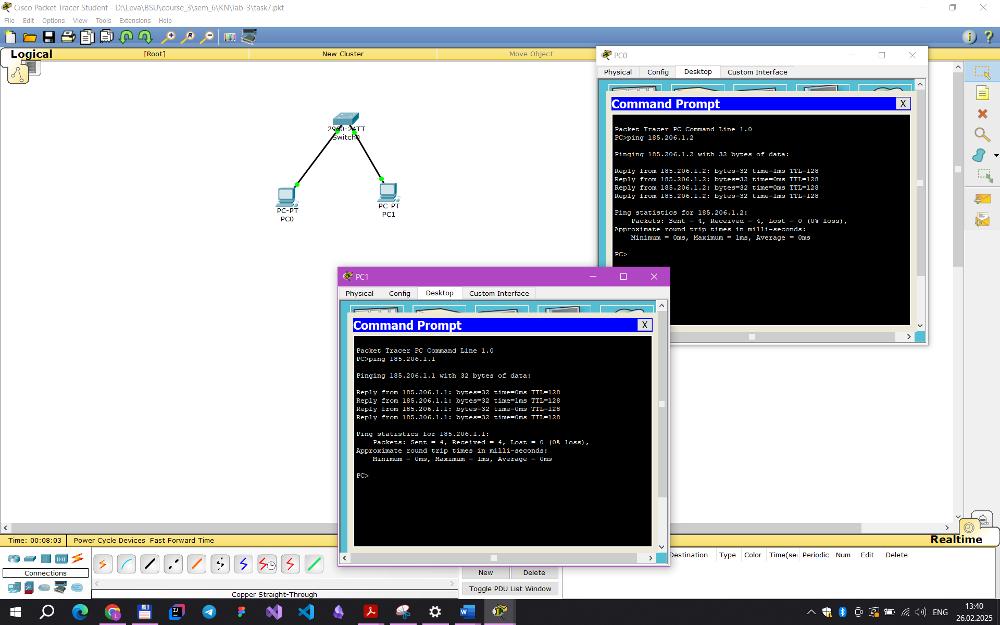 Cisco Packet Tracer Student - D:\Leva\BSU\course_3\sem_6\KN\lab-3\task7.pkt
File Edit Options View Tools Extensions Help
Logical [Root] New Cluster Move Object
2960-24TT
Switch0
PC-PT
PC0
PC-PT
PC1
PC0
Physical Config Desktop Custom Interface
Command Prompt X
Packet Tracer PC Command Line 1.0
PC>ping 185.206.1.2
Pinging 185.206.1.2 with 32 bytes of data:
Reply from 185.206.1.2: bytes=32 time=1ms TTL=128
Reply from 185.206.1.2: bytes=32 time=0ms TTL=128
Reply from 185.206.1.2: bytes=32 time=0ms TTL=128
Reply from 185.206.1.2: bytes=32 time=1ms TTL=128
Ping statistics for 185.206.1.2:
Packets: Sent = 4, Received = 4, Lost = 0 (0% loss),
Approximate round trip times in milli-seconds:
Minimum = 0ms, Maximum = 1ms, Average = 0ms
PC>
PC1
Physical Config Desktop Custom Interface
Command Prompt X
Packet Tracer PC Command Line 1.0
PC>ping 185.206.1.1
Pinging 185.206.1.1 with 32 bytes of data:
Reply from 185.206.1.1: bytes=32 time=0ms TTL=128
Reply from 185.206.1.1: bytes=32 time=1ms TTL=128
Reply from 185.206.1.1: bytes=32 time=0ms TTL=128
Reply from 185.206.1.1: bytes=32 time=0ms TTL=128
Ping statistics for 185.206.1.1:
Packets: Sent = 4, Received = 4, Lost = 0 (0% loss),
Approximate round trip times in milli-seconds:
Minimum = 0ms, Maximum = 1ms, Average = 0ms
PC>
Time: 00:08:03 Power Cycle Devices Fast Forward Time Realtime
Connections
Copper Straight-Through
New Delete
Toggle PDU List Window
Destination Type Color Time(sec Periodic Num Edit Delete
ENG
13:40
26.02.2025